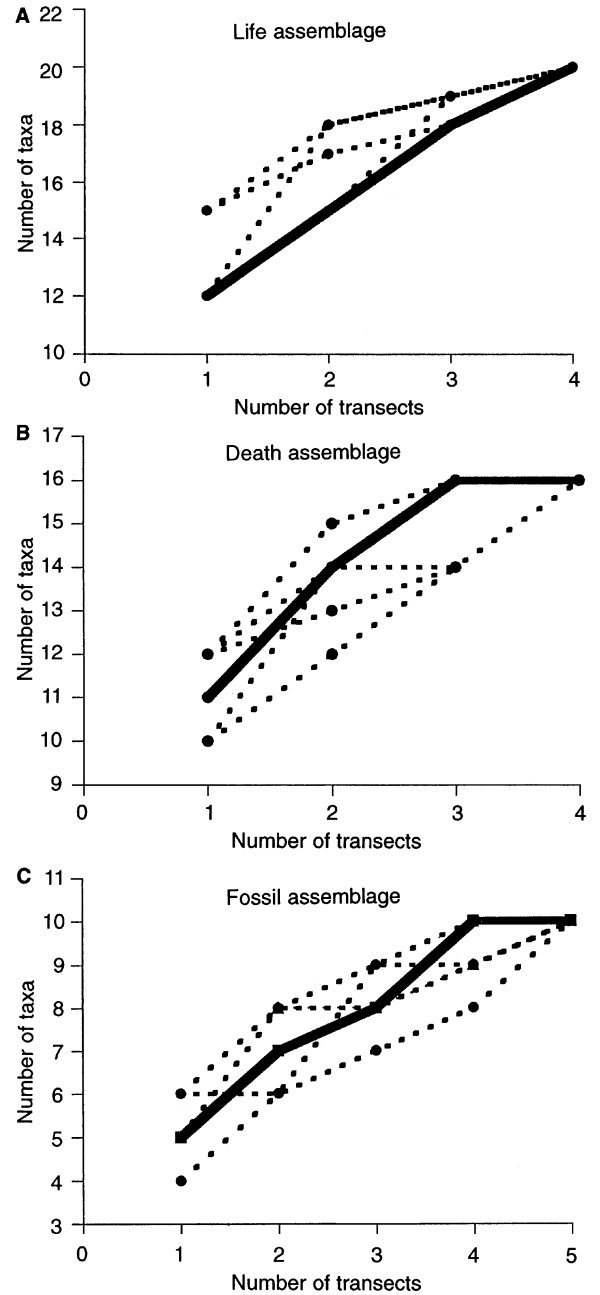 A
Life assemblage
Number of taxa
22
20
18
16
14
12
10
0 1 2 3 4
Number of transects
B
Death assemblage
Number of taxa
17
16
15
14
13
12
11
10
9
0 1 2 3 4
Number of transects
C
Fossil assemblage
Number of taxa
11
10
9
8
7
6
5
4
3
0 1 2 3 4 5
Number of transects